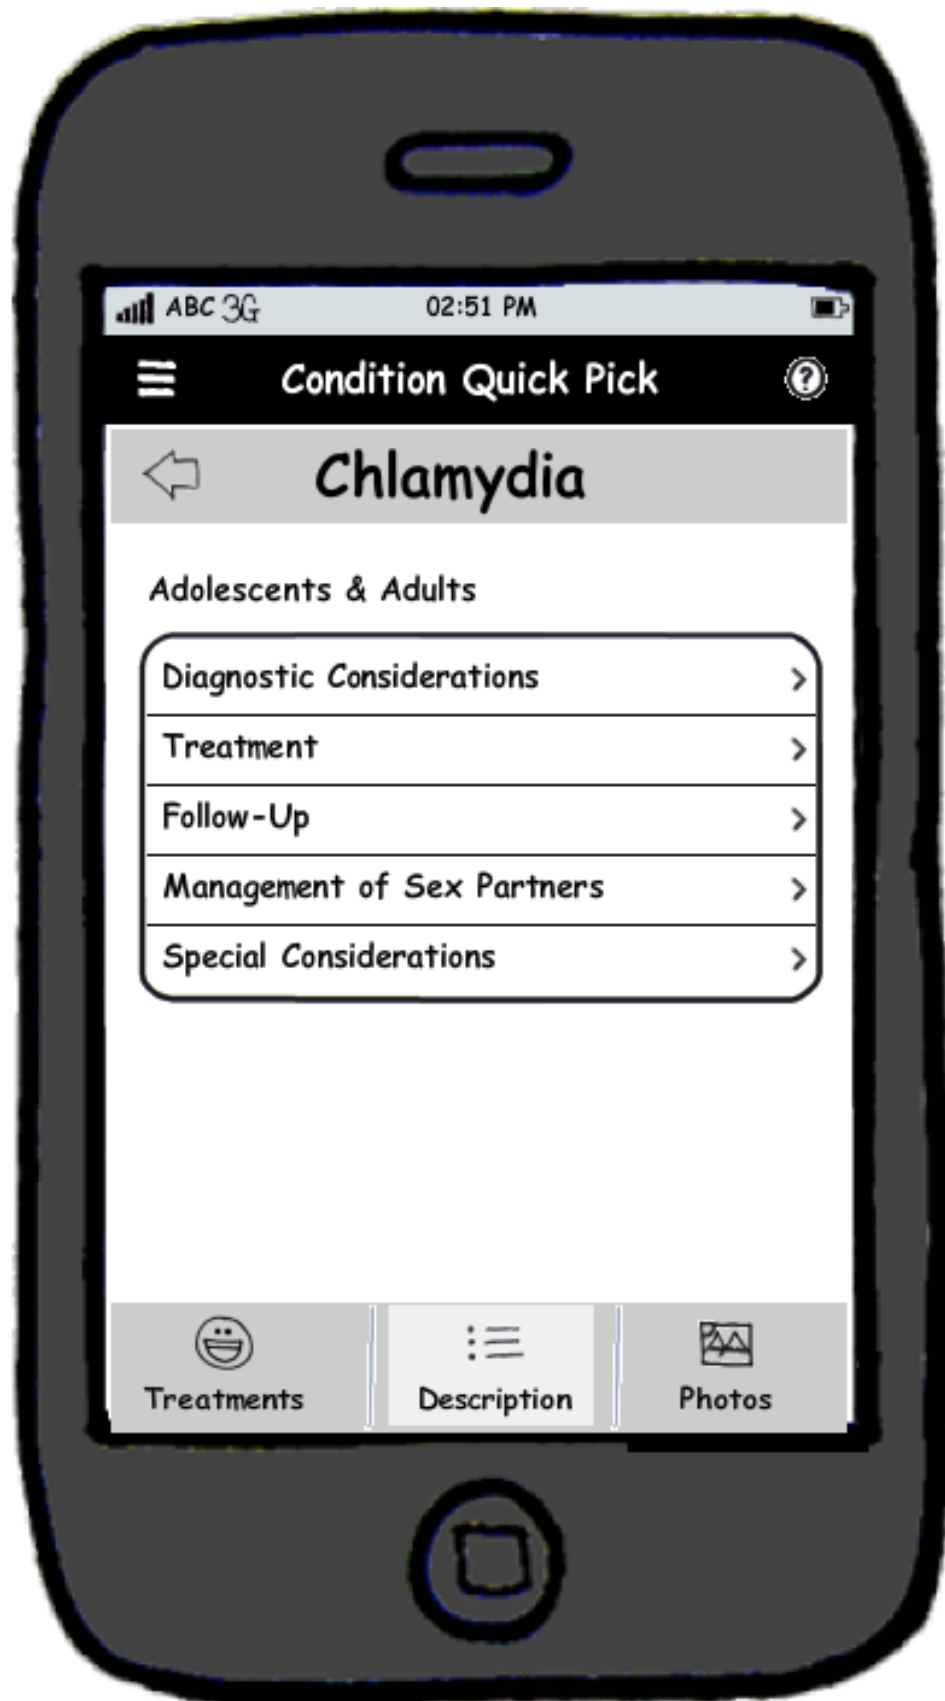 ABC 3G 02:51 PM
Condition Quick Pick ?
Chlamydia
Adolescents & Adults
Diagnostic Considerations
Treatment
Follow-Up
Management of Sex Partners
Special Considerations
Treatments Description Photos